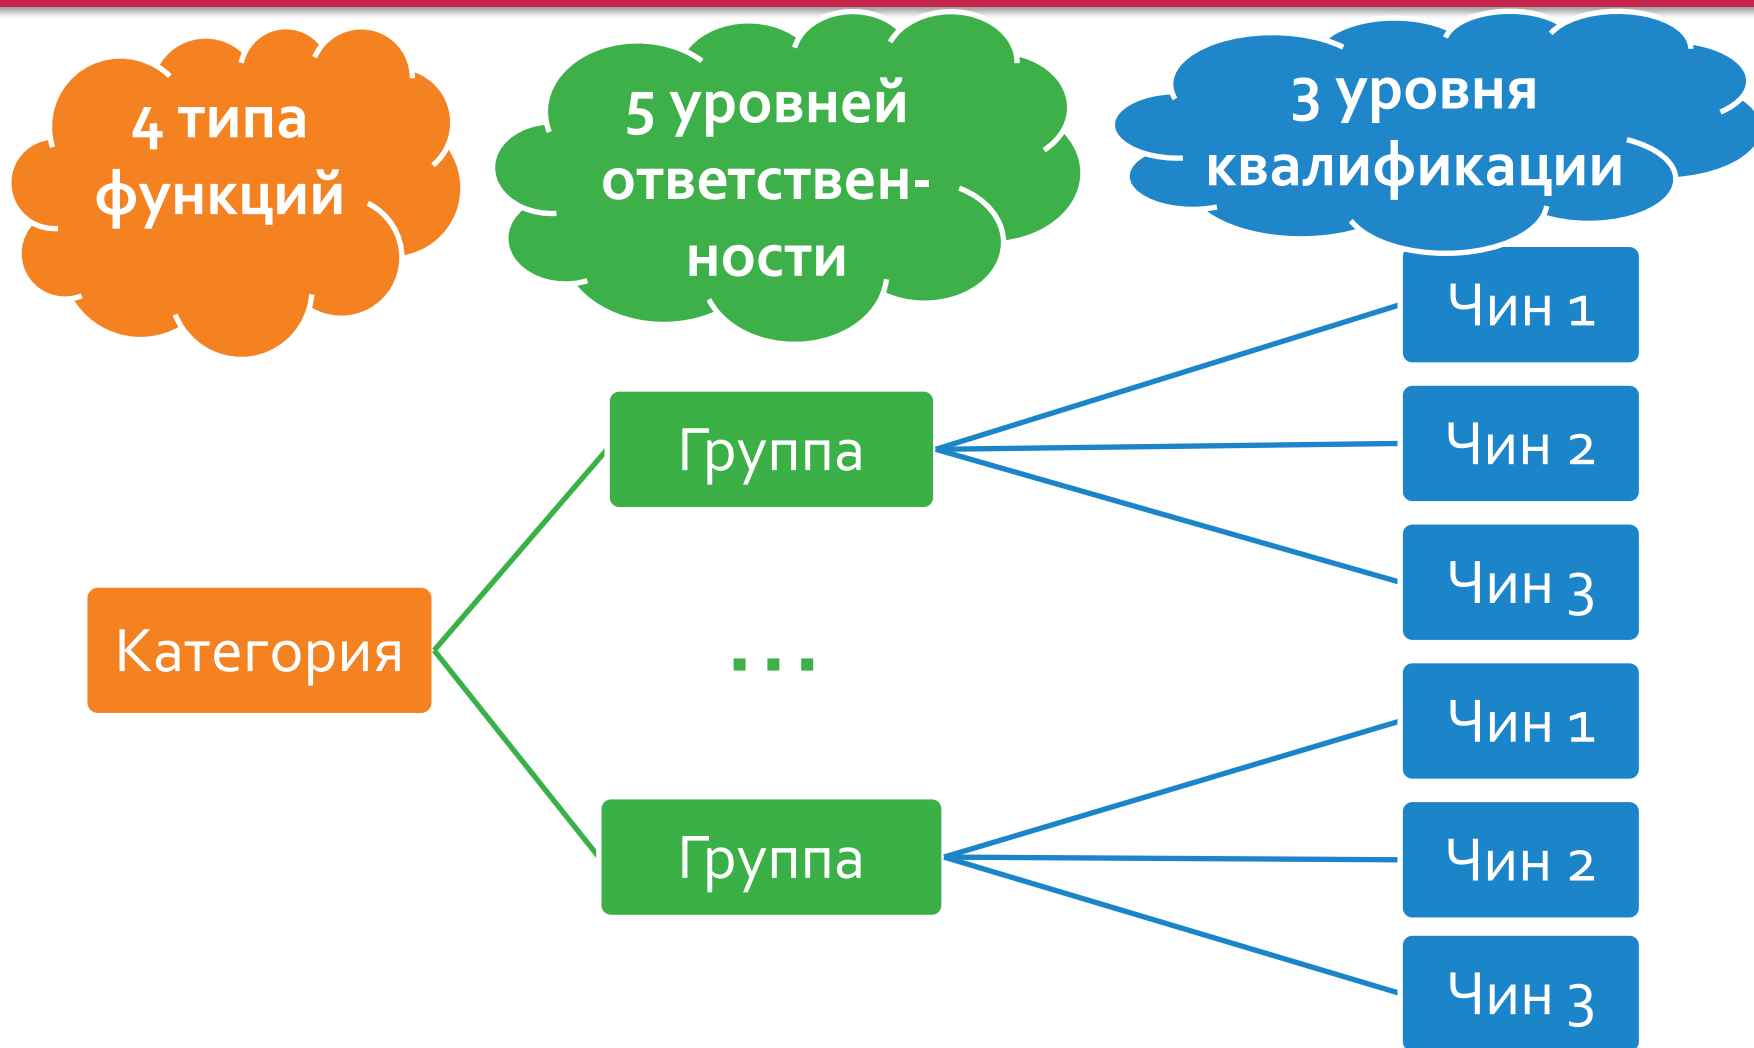 4 типа
функций
5 уровней
ответствен-
ности
3 уровня
квалификации
Категория
Группа
...
Группа
Чин 1
Чин 2
Чин 3
Чин 1
Чин 2
Чин 3